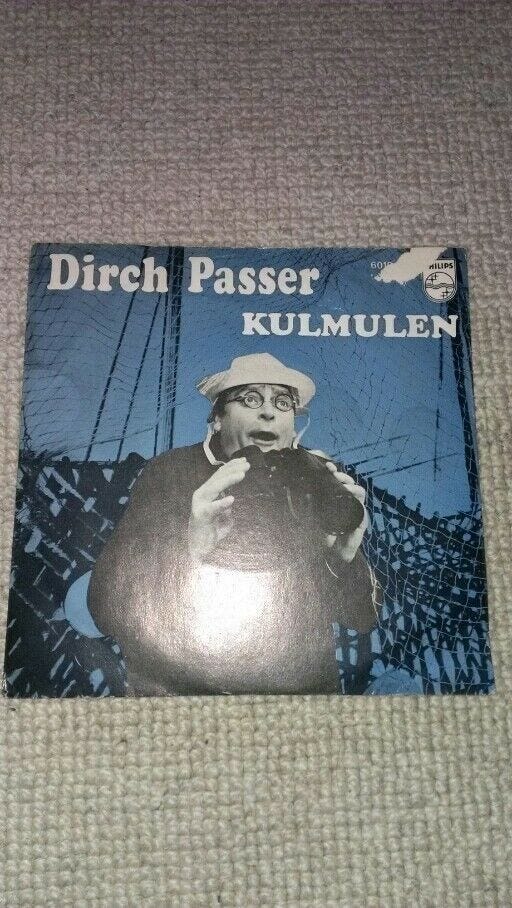 Dirch Passer
PHILIPS
KULMULEN